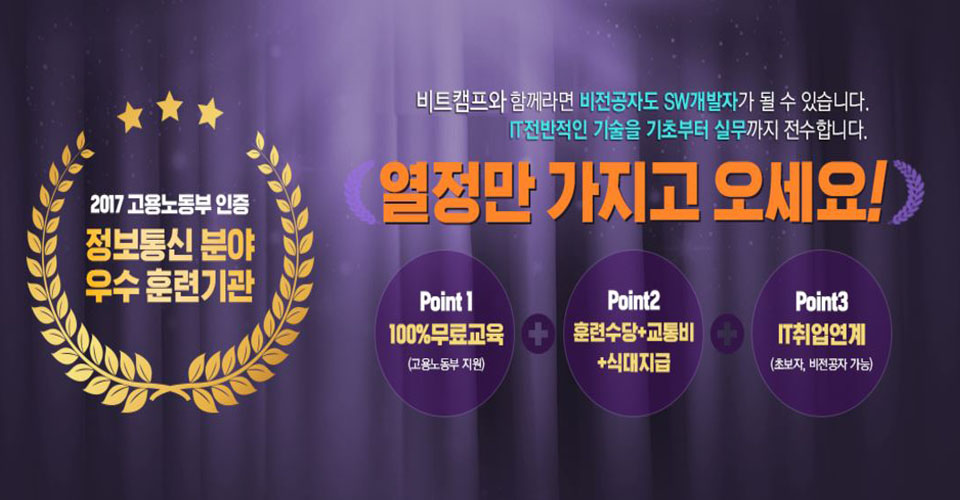 2017 고용노동부 인증
정보통신 분야
우수 훈련기관
비트캠프와 함께라면 비전공자도 SW개발자가 될 수 있습니다.
IT전반적인 기술을 기초부터 실무까지 전수합니다.
열정만 가지고 오세요!
Point 1
100%무료교육
(고용노동부 지원)
+
Point2
훈련수당+교통비
+식대지급
+
Point3
IT취업연계
(초보자, 비전공자 가능)